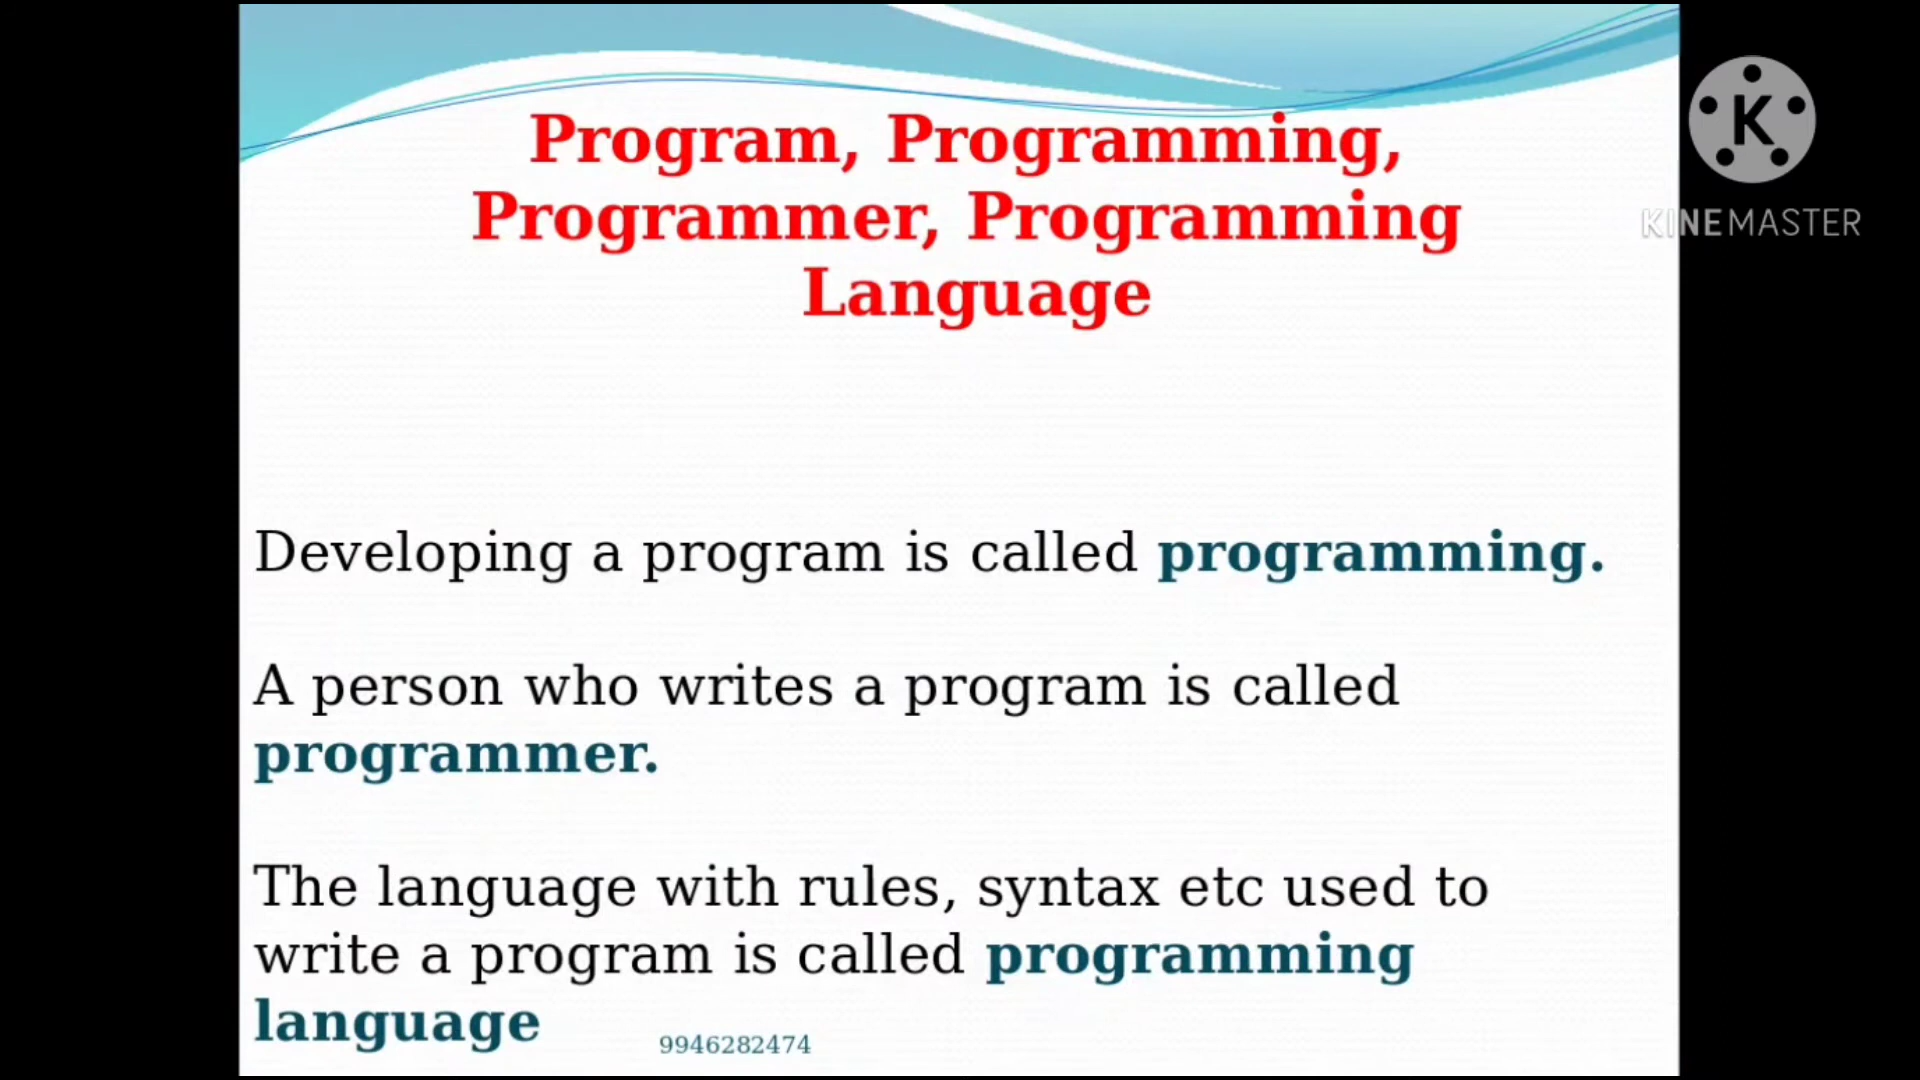 Program, Programming,
Programmer, Programming
Language
K
KINEMASTER
Developing a program is called programming.
A person who writes a program is called
programmer.
The language with rules, syntax etc used to
write a program is called programming
language
9946282474